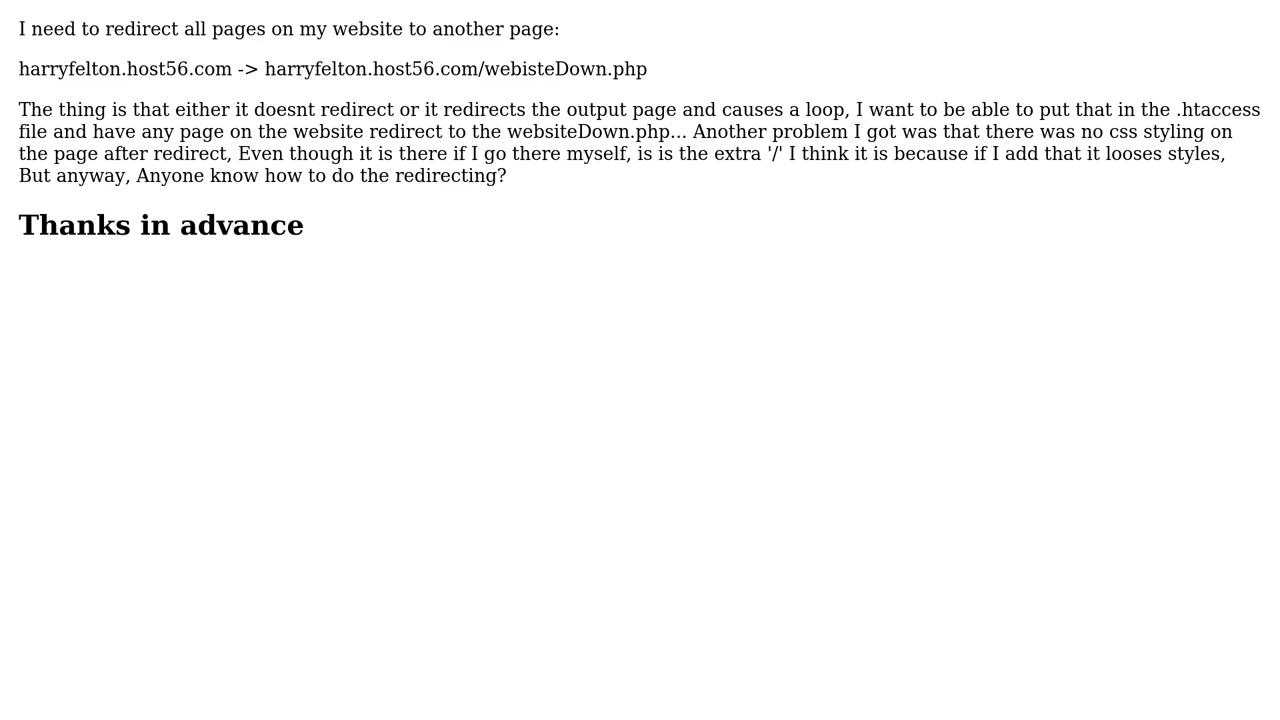 I need to redirect all pages on my website to another page:
harryfelton.host56.com -> harryfelton.host56.com/webisteDown.php
The thing is that either it doesnt redirect or it redirects the output page and causes a loop, I want to be able to put that in the .htaccess
file and have any page on the website redirect to the websiteDown.php... Another problem I got was that there was no css styling on
the page after redirect, Even though it is there if I go there myself, is is the extra '/' I think it is because if I add that it looses styles,
But anyway, Anyone know how to do the redirecting?
Thanks in advance